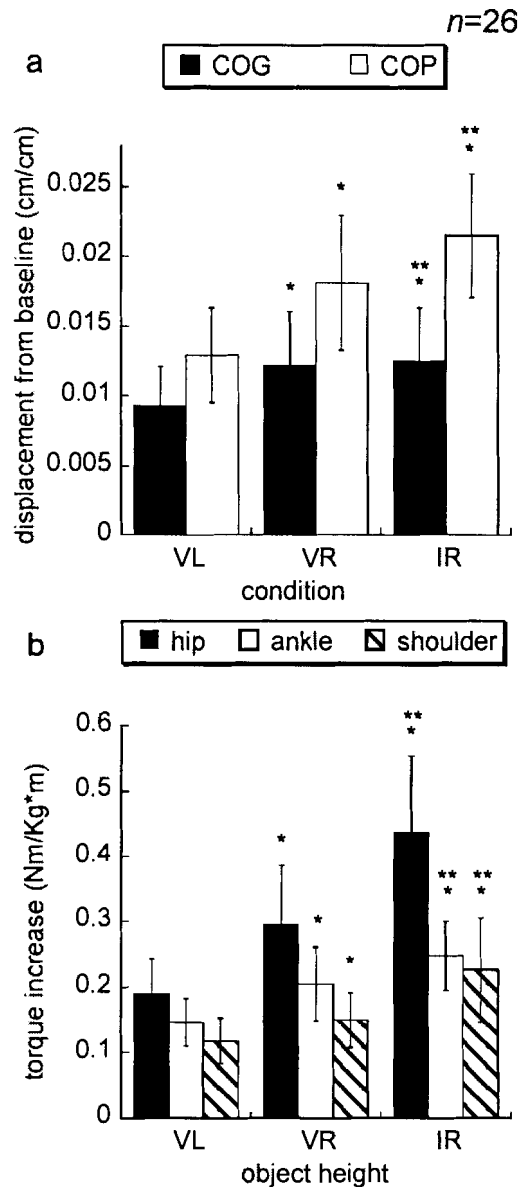 n=26
a
COG COP
displacement from baseline (cm/cm)
0.025
0.02
0.015
0.01
0.005
0
*
*
**
*
**
*
VL VR IR
condition
b
hip ankle shoulder
torque increase (Nm/Kg*m)
0.6
0.5
0.4
0.3
0.2
0.1
0
*
*
*
**
*
**
*
**
*
VL VR IR
object height